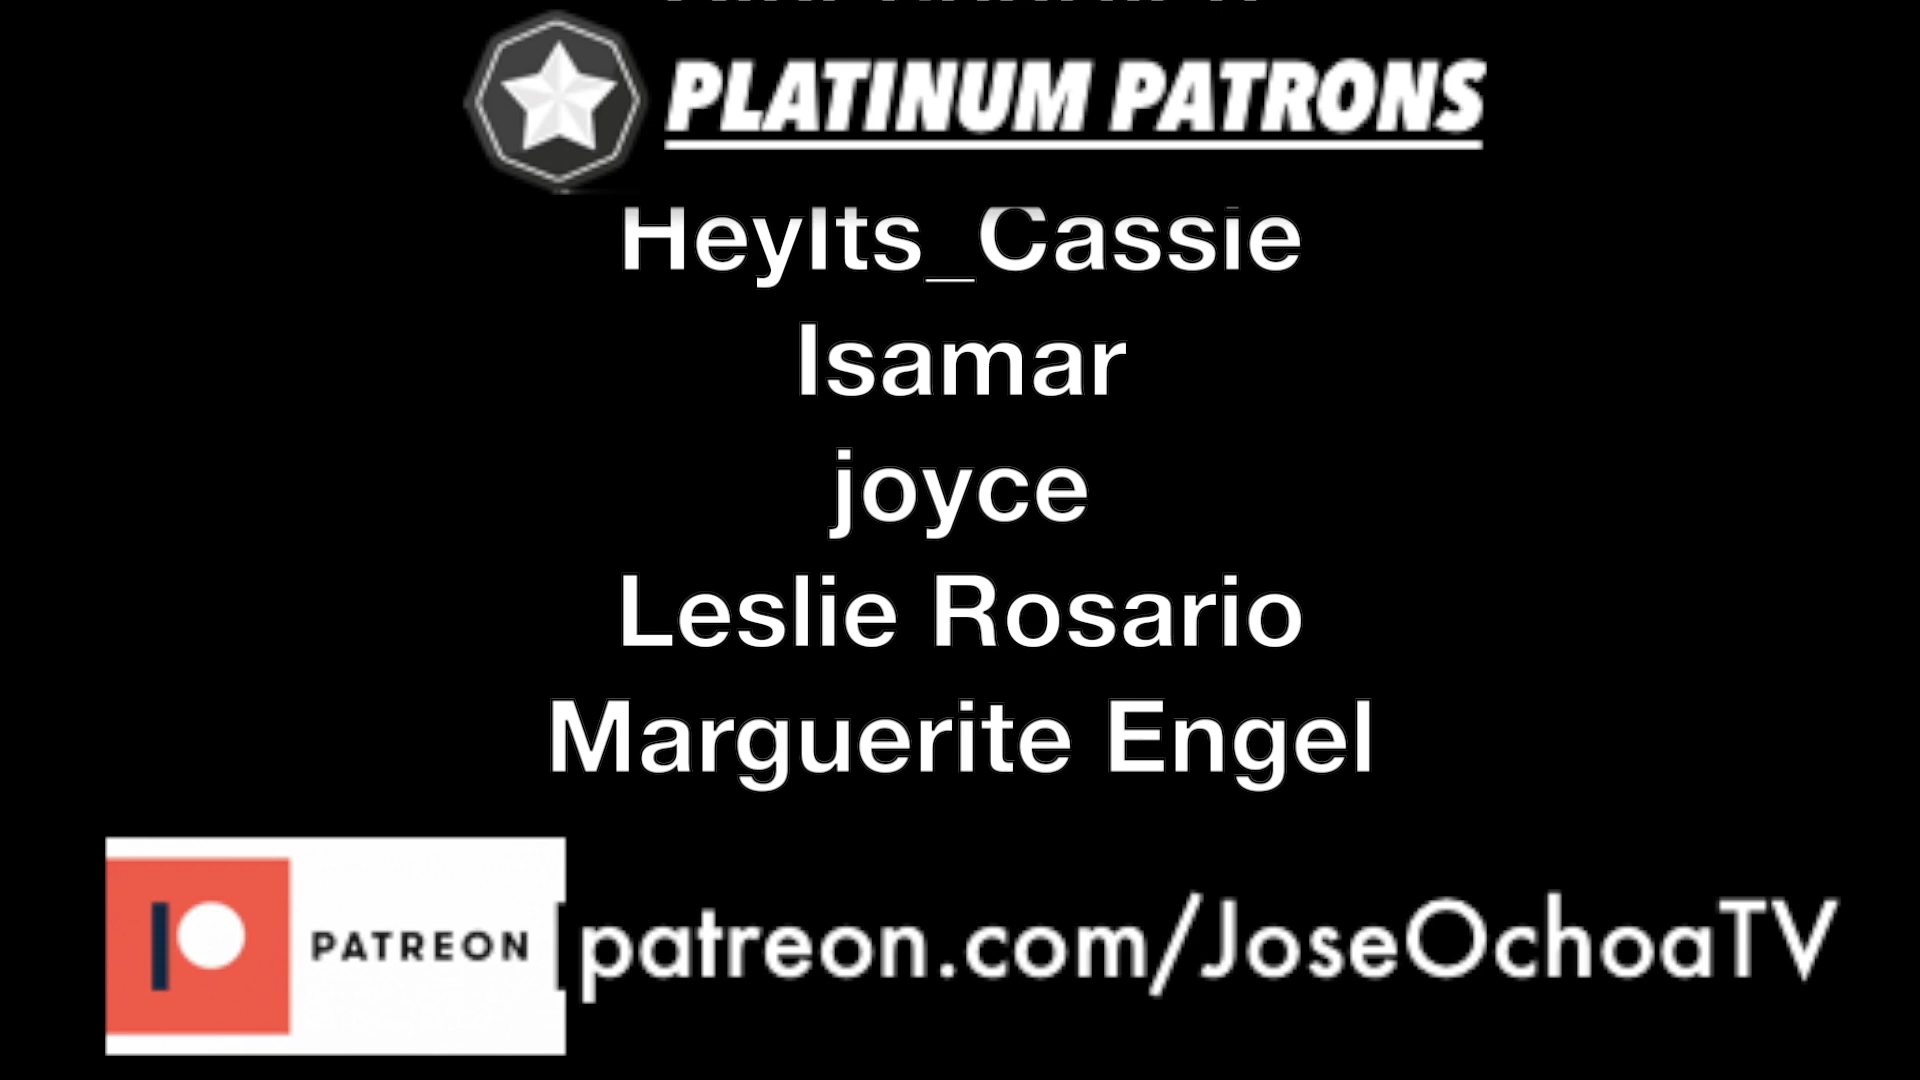 PLATINUM PATRONS
HeyIts_Cassie
Isamar
joyce
Leslie Rosario
Marguerite Engel
PATREON patreon.com/JoseOchoaTV